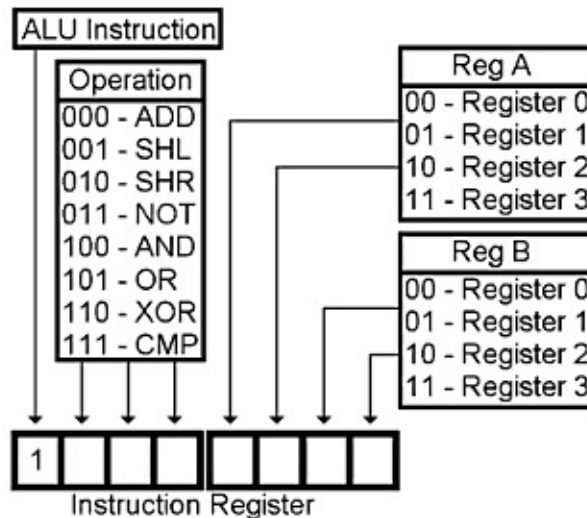 ALU Instruction
Operation
000 - ADD
001 - SHL
010 - SHR
011 - NOT
100 - AND
101 - OR
110 - XOR
111 - CMP
Reg A
00 - Register 0
01 - Register 1
10 - Register 2
11 - Register 3
Reg B
00 - Register 0
01 - Register 1
10 - Register 2
11 - Register 3
1
Instruction Register